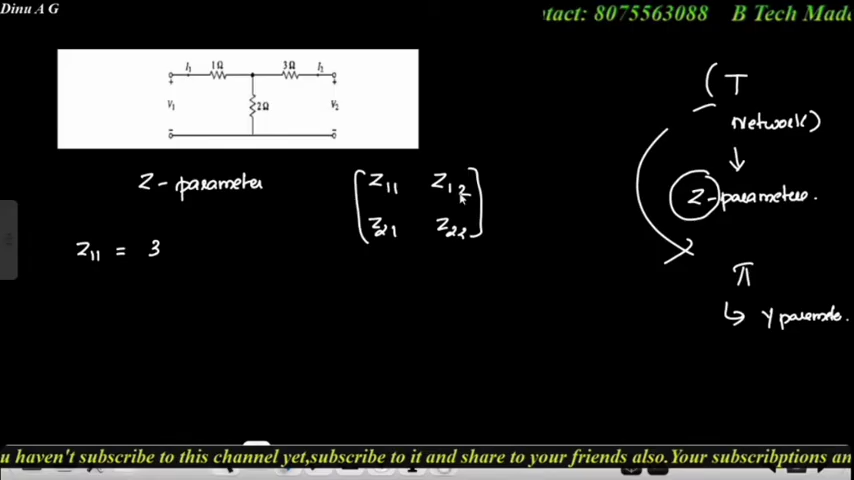 Dinu A G
tact: 8075563088 B Tech Made
I1 1Ω 3Ω I2
+ +
V1 2Ω V2
(T
Network)
Z-parameter
Z11 Z12
Z21 Z22
Z-parameters.
Z11 = 3
π
Y paramete.
u haven't subscribe to this channel yet,subscribe to it and share to your friends also.Your subscribptions an